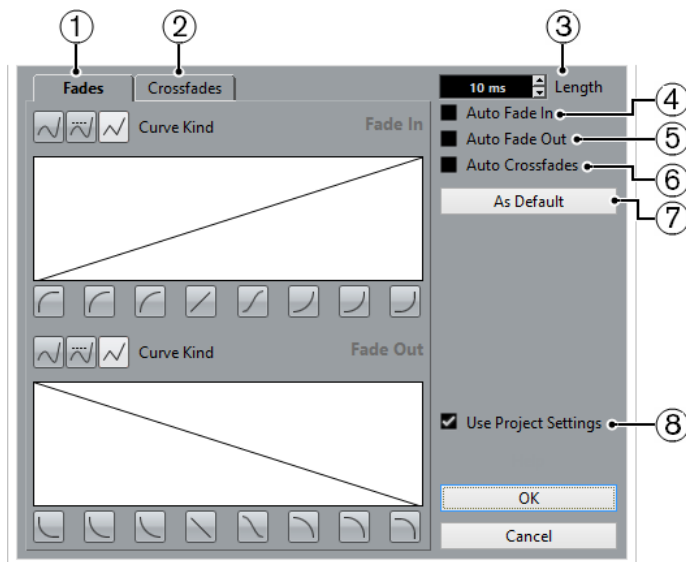 1
2
3
Fades
Crossfades
10 ms
Length
4
Auto Fade In
5
Auto Fade Out
6
Auto Crossfades
7
As Default
Curve Kind
Fade In
Curve Kind
Fade Out
8
Use Project Settings
OK
Cancel